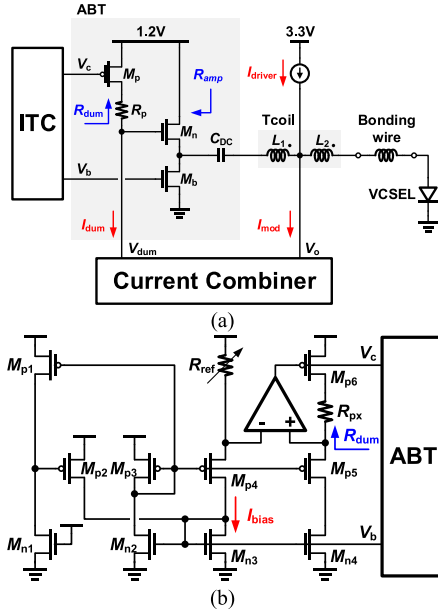 ABT
1.2V
3.3V
Vc
Mp
Rdum
Rp
Ramp
Idriver
ITC
Mn
CDC
Tcoil
L1
L2
Bonding wire
Vb
Mb
VCSEL
Idum
Imod
Vdum
Vo
Current Combiner
(a)
Mp1
Rref
Mp6
Vc
Rpx
- +
Rdum
ABT
Mp2
Mp3
Mp4
Mp5
Ibias
Mn1
Mn2
Mn3
Mn4
Vb
(b)